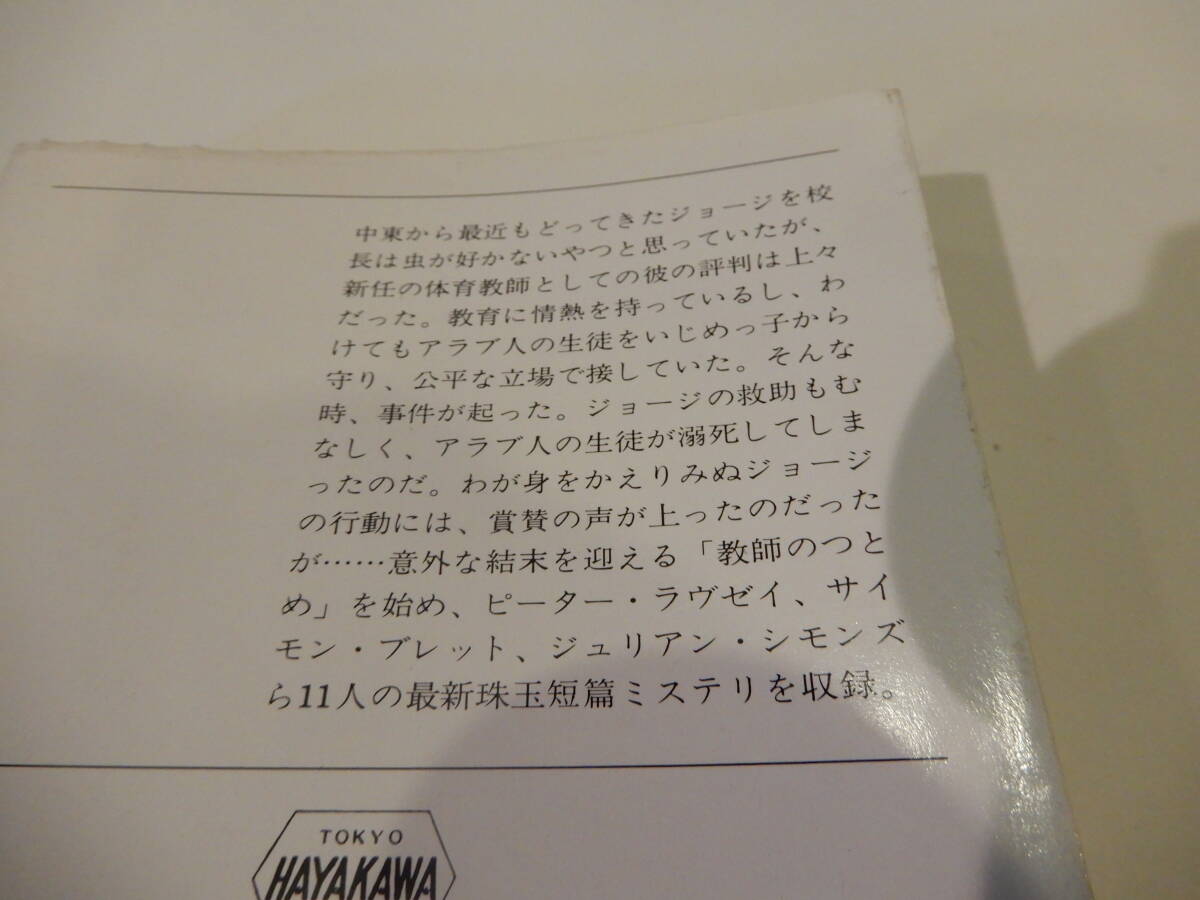 中東から最近もどってきたジョージを校
長は虫が好かないやつと思っていたが、
新任の体育教師としての彼の評判は上々
だった。教育に情熱を持っているし、わ
けてもアラブ人の生徒をいじめっ子から
守り、公平な立場で接していた。そんな
時、事件が起った。ジョージの救助もむ
なしく、アラブ人の生徒が溺死してしま
ったのだ。わが身をかえりみぬジョージ
の行動には、賞賛の声が上ったのだった
が……意外な結末を迎える「教師のつと
め」を始め、ピーター・ラヴゼイ、サイ
モン・ブレット、ジュリアン・シモンズ
ら11人の最新珠玉短篇ミステリを収録。
TOKYO
HAYAKAWA